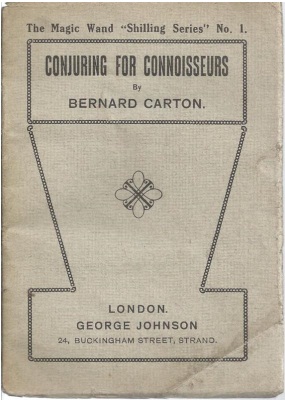 The Magic Wand "Shilling Series" No. 1.
CONJURING FOR CONNOISSEURS
By
BERNARD CARTON.
LONDON.
GEORGE JOHNSON
24, BUCKINGHAM STREET, STRAND.